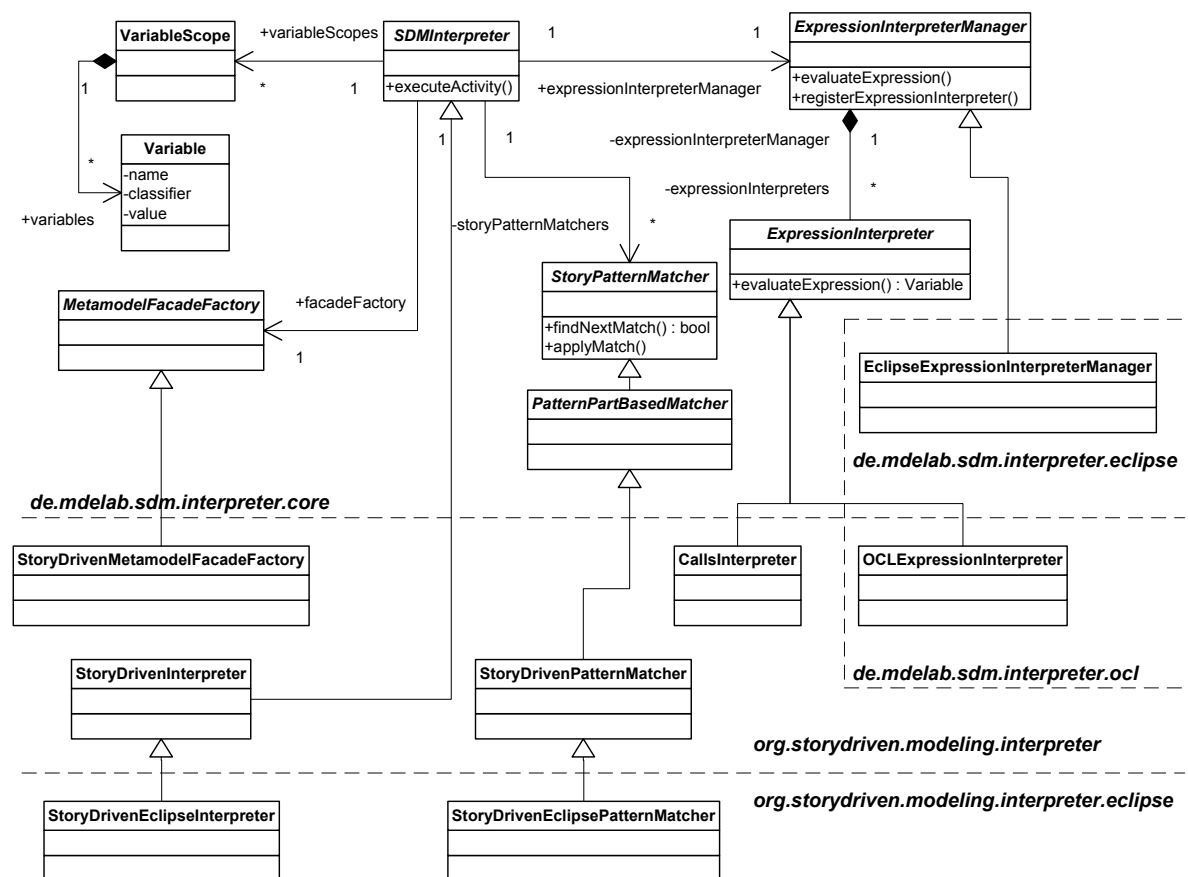 VariableScope
+variableScopes
SDMInterpreter
+executeActivity()
1
1
ExpressionInterpreterManager
+evaluateExpression()
+registerExpressionInterpreter()
1
*
1
+expressionInterpreterManager
1
1
-expressionInterpreterManager
1
Variable
-name
-classifier
-value
*
+variables
-expressionInterpreters
*
-storyPatternMatchers
*
ExpressionInterpreter
+evaluateExpression() : Variable
StoryPatternMatcher
+findNextMatch() : bool
+applyMatch()
MetamodelFacadeFactory
+facadeFactory
1
EclipseExpressionInterpreterManager
PatternPartBasedMatcher
de.mdelab.sdm.interpreter.eclipse
de.mdelab.sdm.interpreter.core
StoryDrivenMetamodelFacadeFactory
CallsInterpreter
OCLExpressionInterpreter
StoryDrivenInterpreter
StoryDrivenPatternMatcher
de.mdelab.sdm.interpreter.ocl
org.storydriven.modeling.interpreter
org.storydriven.modeling.interpreter.eclipse
StoryDrivenEclipseInterpreter
StoryDrivenEclipsePatternMatcher